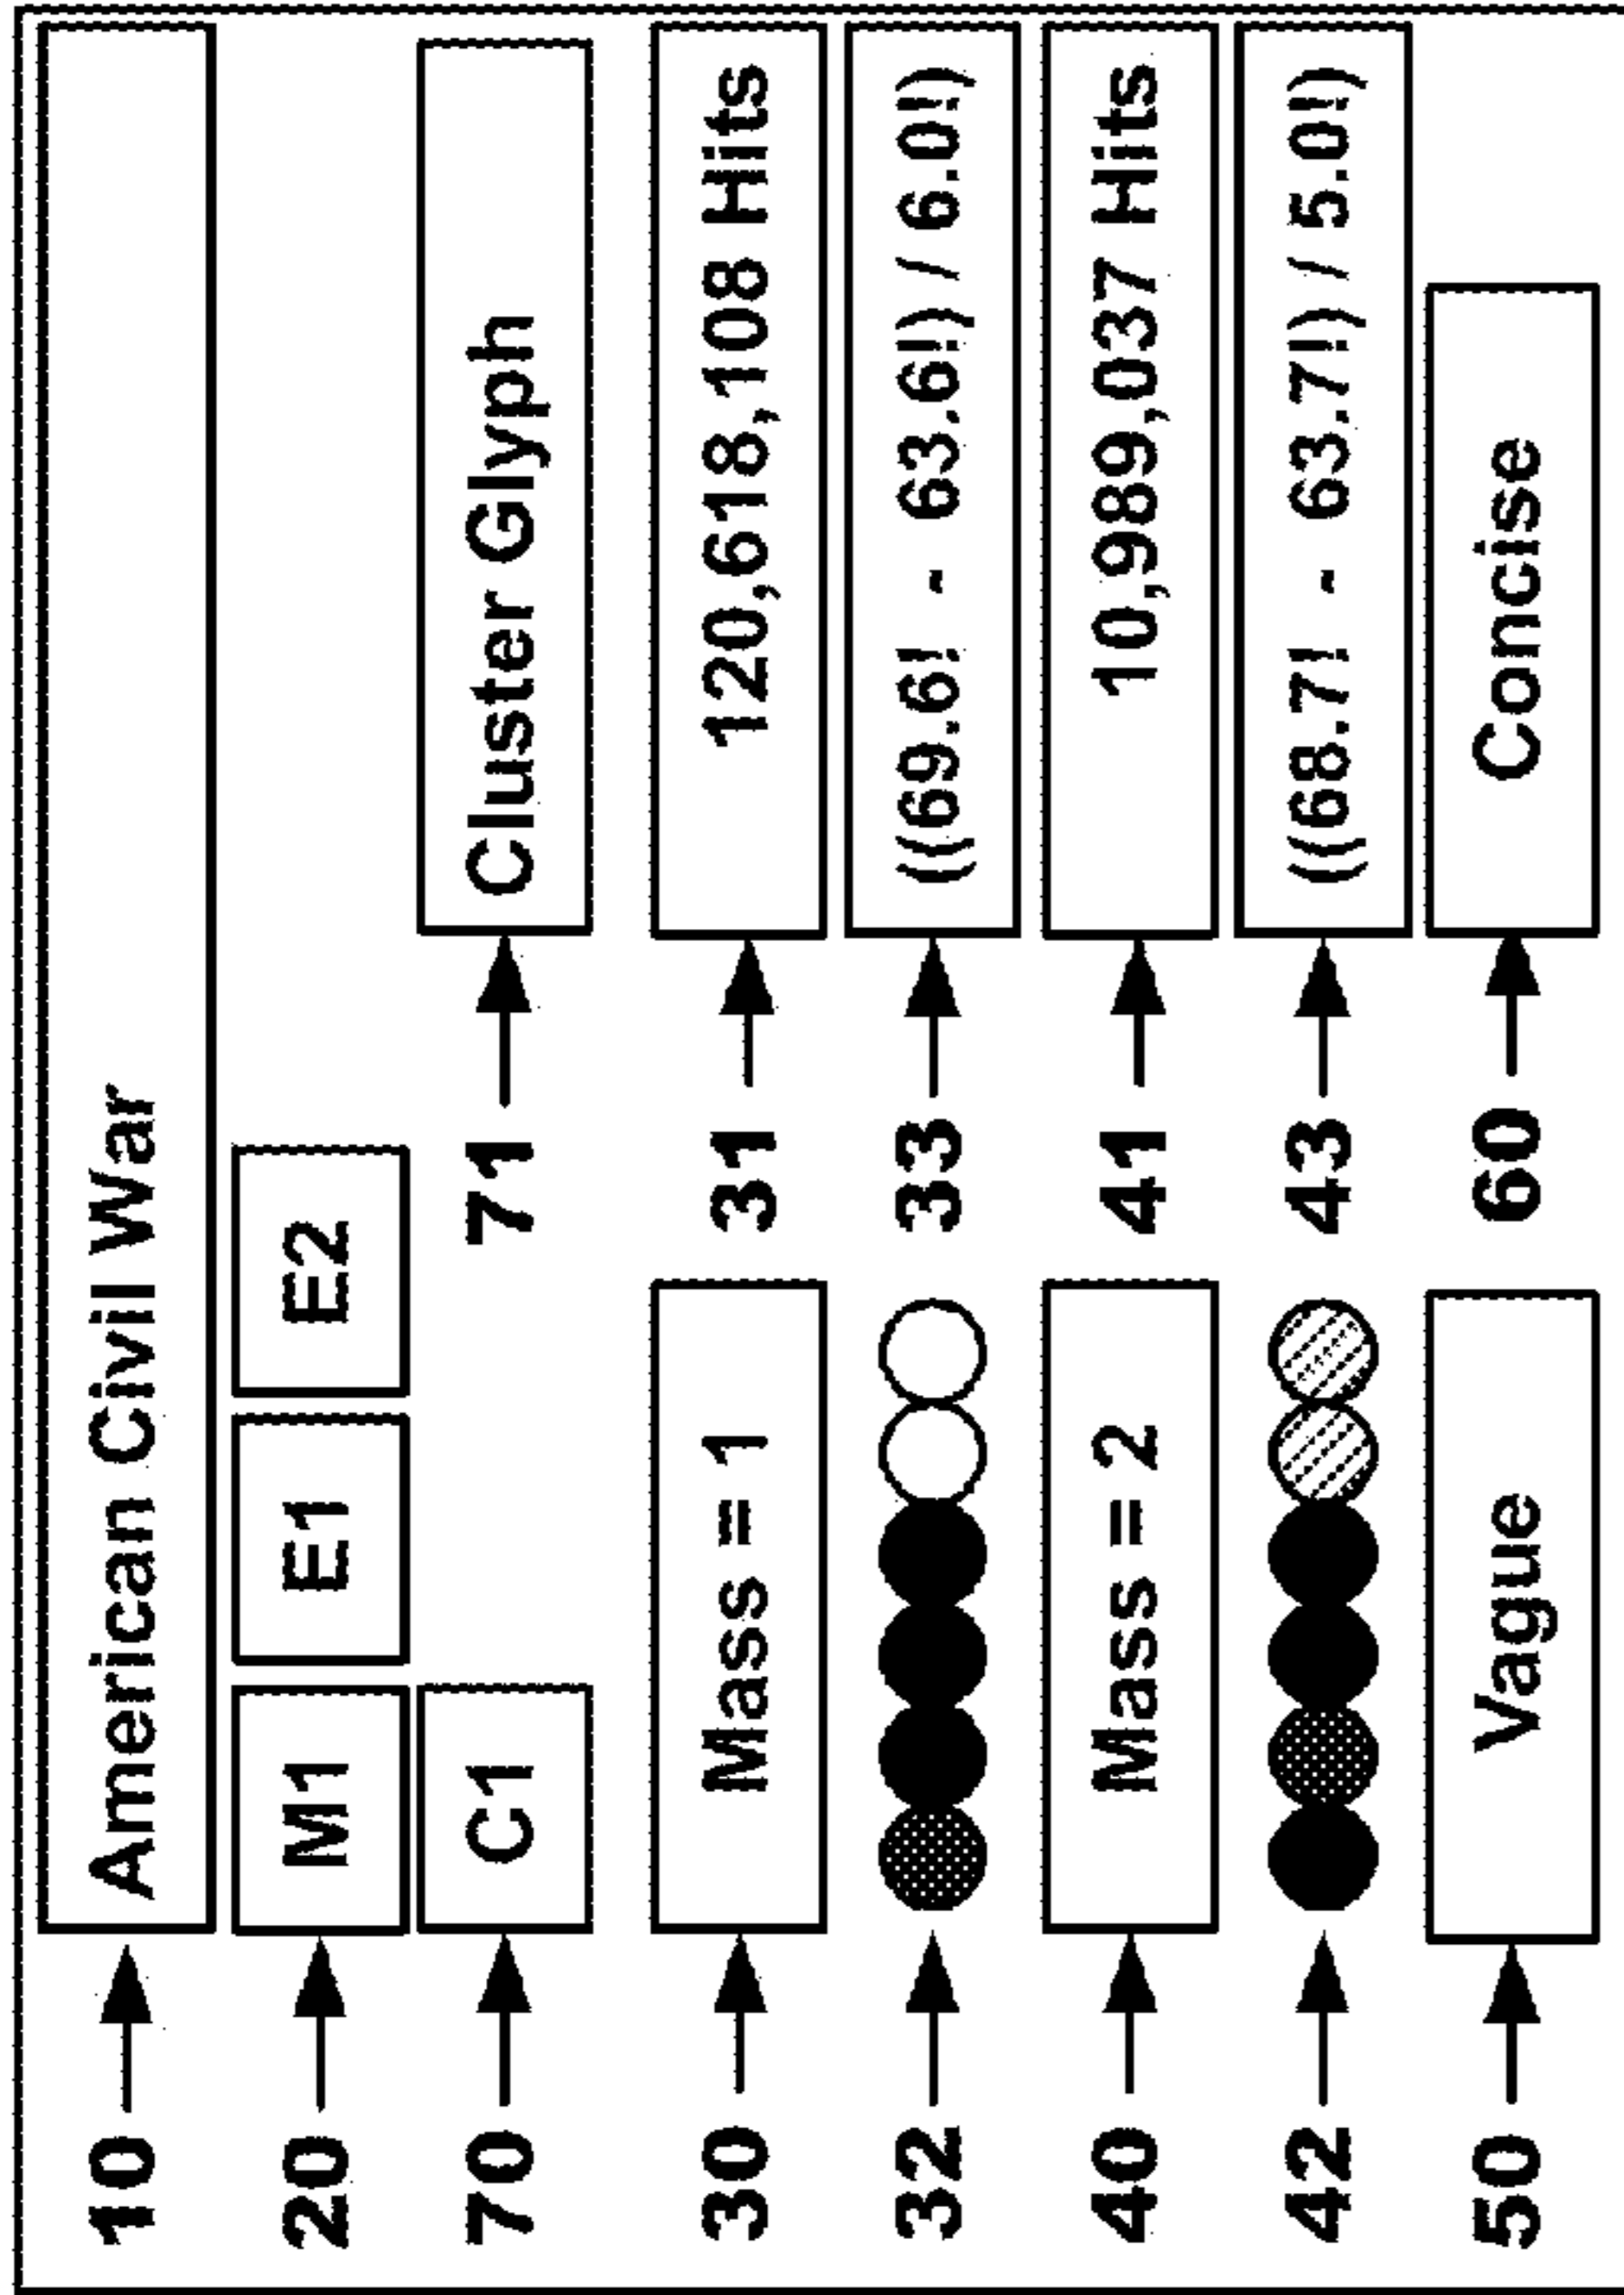 10 American Civil War
20 M1 E1 E2
70 C1 71 Cluster Glyph
30 Mass = 1 31 120,618,108 Hits
32 33 ((69.6! - 63.6!) / 6.0!)
40 Mass = 2 41 10,989,037 Hits
42 43 ((68.7! - 63.7!) / 5.0!)
50 Vague 60 Concise